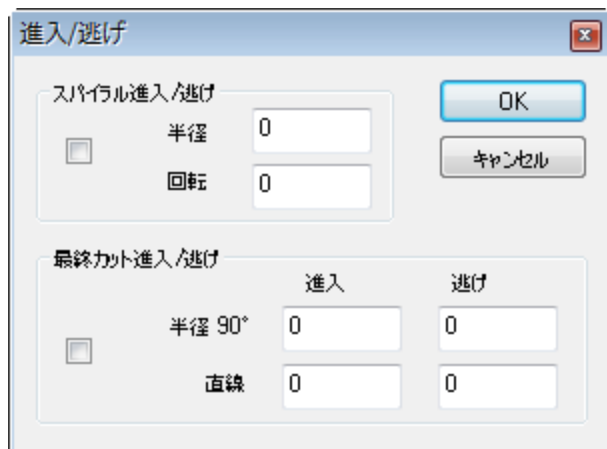 進入/逃げ
スパイラル進入/逃げ
半径 0
回転 0
OK
キャンセル
最終カット進入/逃げ
進入 逃げ
半径 90° 0 0
直線 0 0